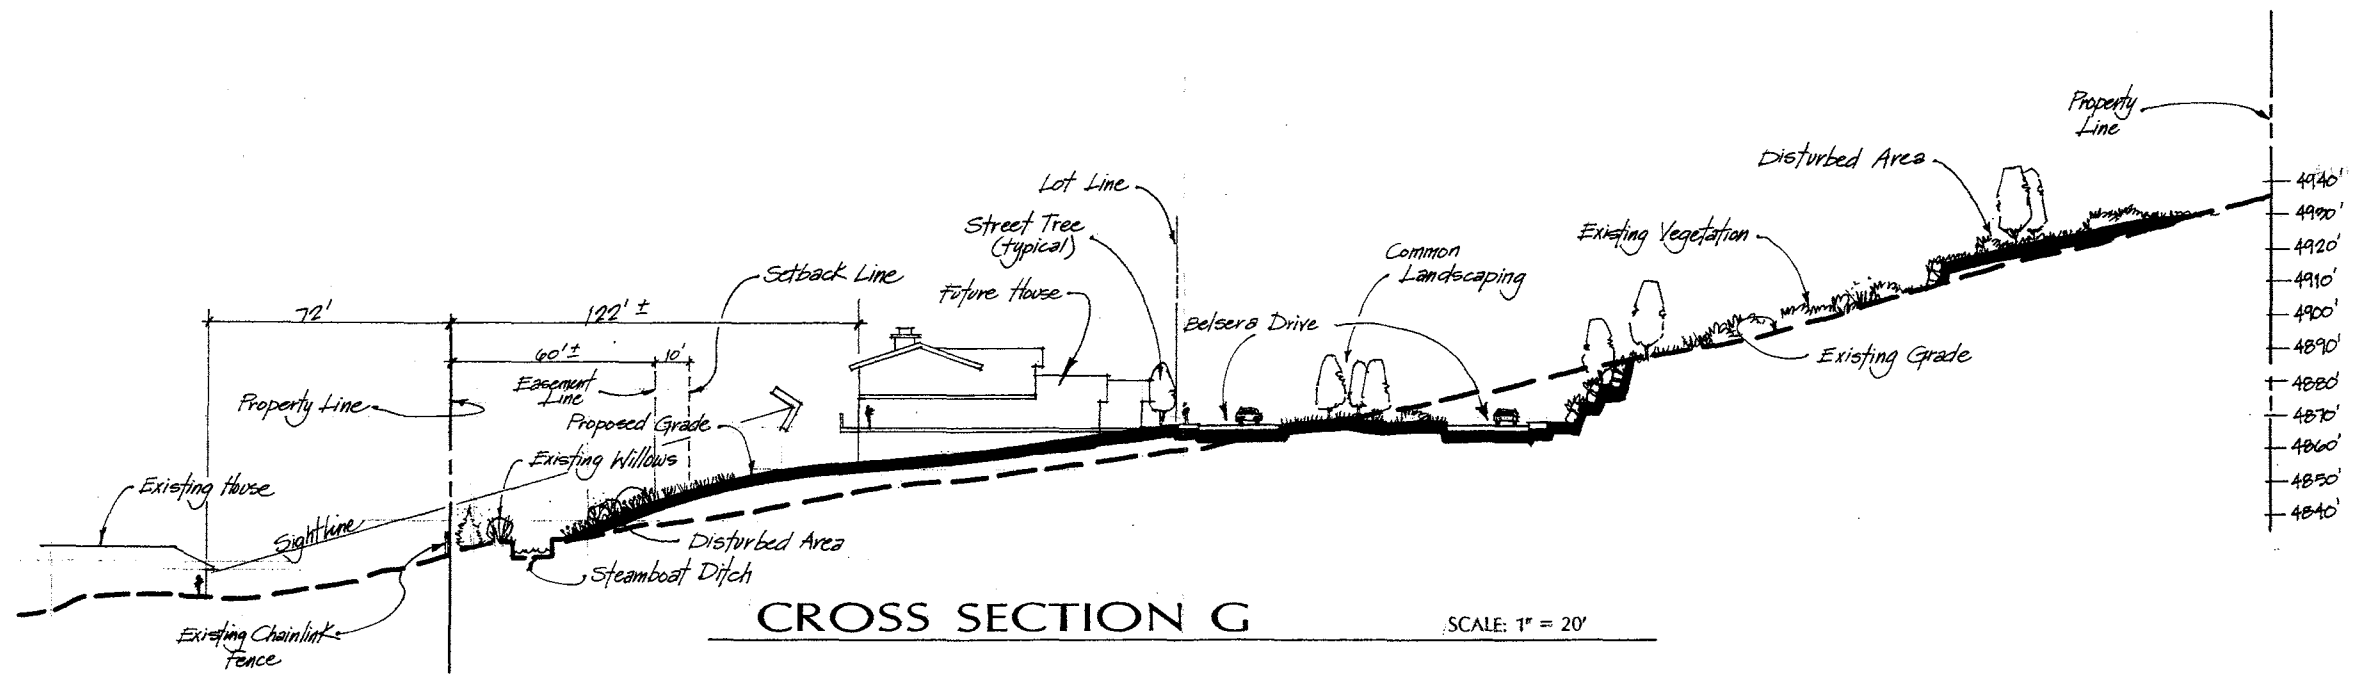 Property
Line
Disturbed Area
4940'
4930'
4920'
4910'
4900'
4890'
4880'
4870'
4860'
4850'
4840'
Lot Line
Street Tree
(typical)
Future House
Common
Landscaping
Existing Vegetation
Existing Grade
Belsera Drive
Setback Line
72'
122' ±
60'±
10'
Easement
Line
Property Line
Proposed Grade
Existing Willows
Existing House
Sightline
Disturbed Area
Steamboat Ditch
Existing Chainlink
Fence
CROSS SECTION G
SCALE: 1" = 20'